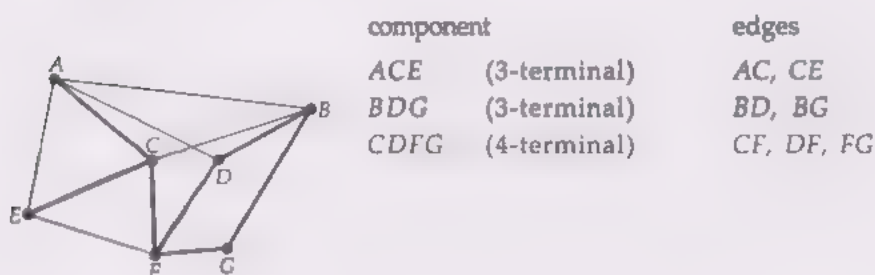 component edges
ACE (3-terminal) AC, CE
BDG (3-terminal) BD, BG
CDFG (4-terminal) CF, DF, FG
A
B
C
D
E
F G